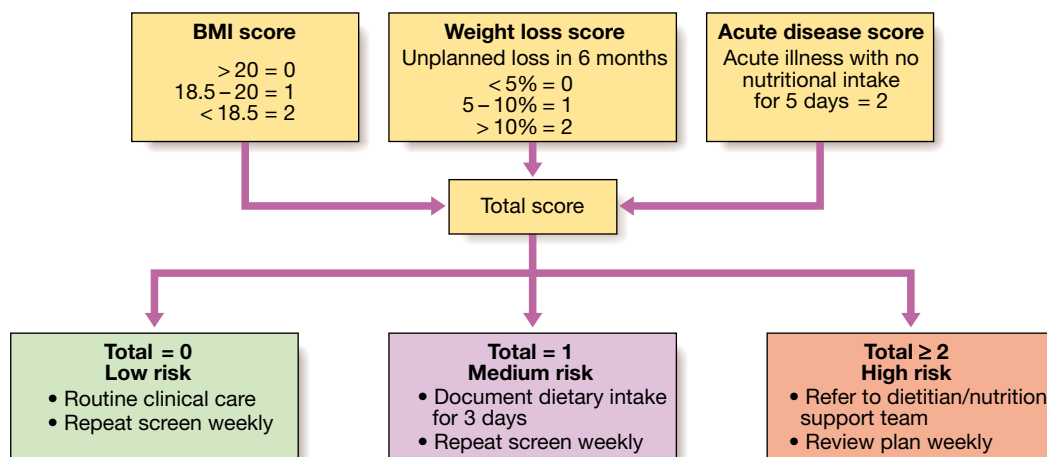 BMI score
> 20 = 0
18.5 – 20 = 1
< 18.5 = 2
Weight loss score
Unplanned loss in 6 months
< 5% = 0
5 – 10% = 1
> 10% = 2
Acute disease score
Acute illness with no
nutritional intake
for 5 days = 2
Total score
Total = 0
Low risk
• Routine clinical care
• Repeat screen weekly
Total = 1
Medium risk
• Document dietary intake
for 3 days
• Repeat screen weekly
Total ≥ 2
High risk
• Refer to dietitian/nutrition
support team
• Review plan weekly